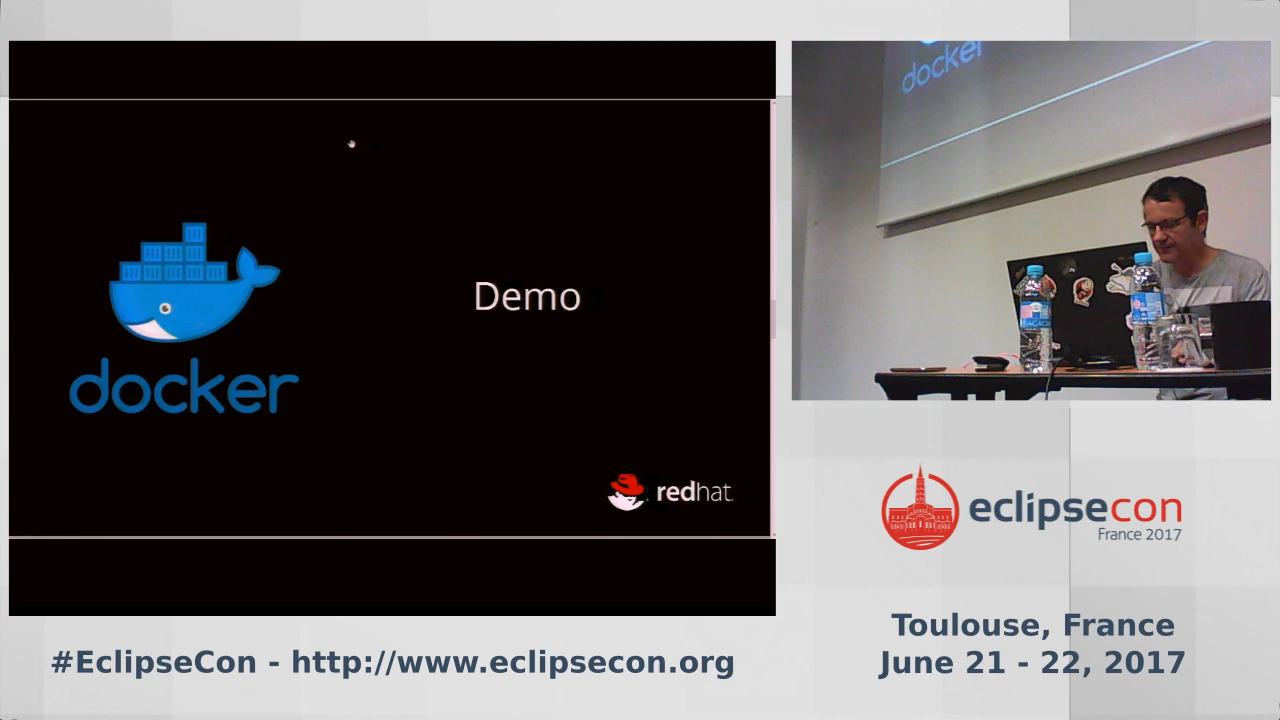 Demo
docker
redhat.
docker
eclipsecon
France 2017
Toulouse, France
June 21 - 22, 2017
#EclipseCon - http://www.eclipsecon.org